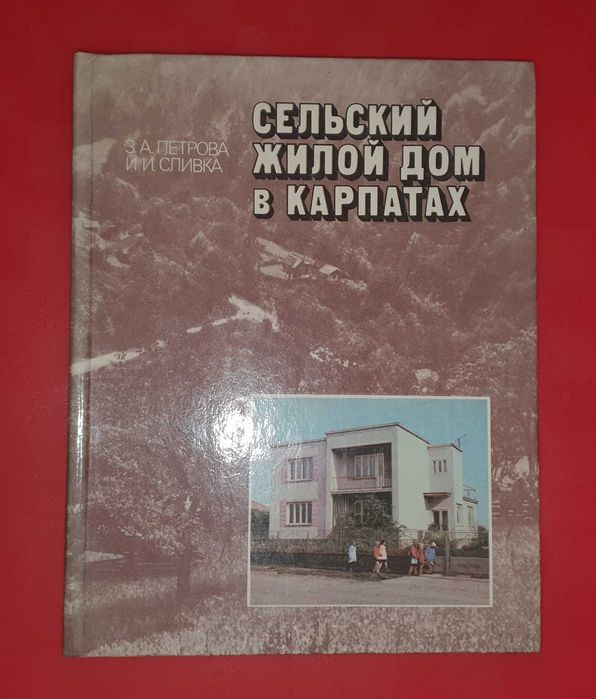 З. А. ПЕТРОВА
И. И. СЛИВКА
СЕЛЬСКИЙ
ЖИЛОЙ ДОМ
В КАРПАТАХ